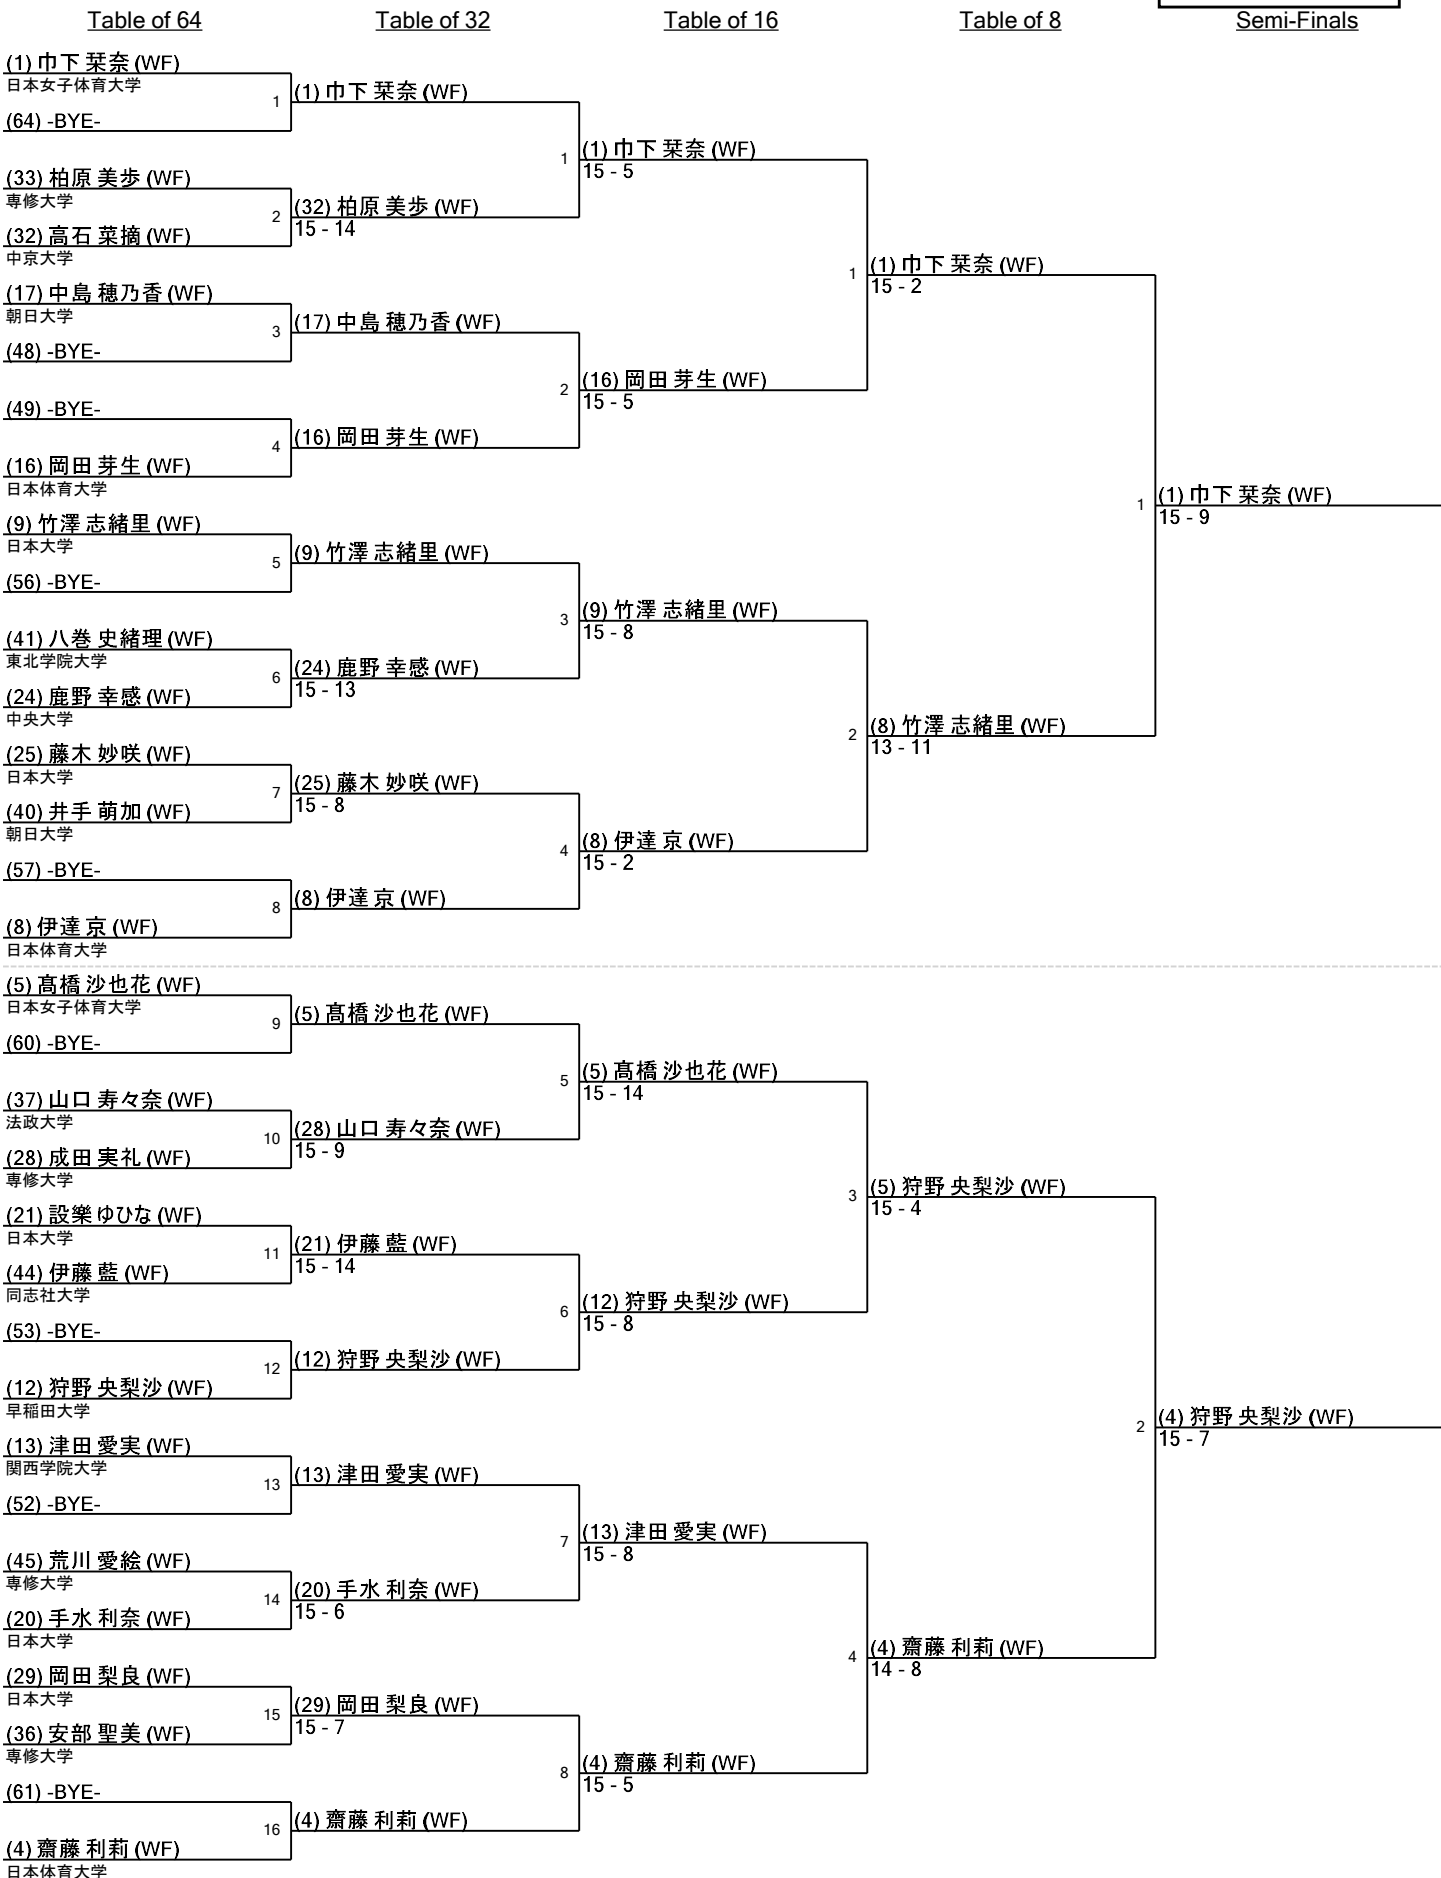 Table of 64
Table of 32
Table of 16
Table of 8
Semi-Finals
(1) 巾下 栞奈 (WF)
日本女子体育大学
1
(64) -BYE-
(33) 柏原 美歩 (WF)
専修大学
2
(32) 高石 菜摘 (WF)
中京大学
(17) 中島 穂乃香 (WF)
朝日大学
3
(48) -BYE-
(49) -BYE-
4
(16) 岡田 芽生 (WF)
日本体育大学
(9) 竹澤 志緒里 (WF)
日本大学
5
(56) -BYE-
(41) 八巻 史緒理 (WF)
東北学院大学
6
(24) 鹿野 幸感 (WF)
中央大学
(25) 藤木 妙咲 (WF)
日本大学
7
(40) 井手 萌加 (WF)
朝日大学
(57) -BYE-
8
(8) 伊達 京 (WF)
日本体育大学
(5) 髙橋 沙也花 (WF)
日本女子体育大学
9
(60) -BYE-
(37) 山口 寿々奈 (WF)
法政大学
10
(28) 成田 実礼 (WF)
専修大学
(21) 設樂 ゆひな (WF)
日本大学
11
(44) 伊藤 藍 (WF)
同志社大学
(53) -BYE-
12
(12) 狩野 央梨沙 (WF)
早稲田大学
(13) 津田 愛実 (WF)
関西学院大学
13
(52) -BYE-
(45) 荒川 愛絵 (WF)
専修大学
14
(20) 手水 利奈 (WF)
日本大学
(29) 岡田 梨良 (WF)
日本大学
15
(36) 安部 聖美 (WF)
専修大学
(61) -BYE-
16
(4) 齋藤 利莉 (WF)
日本体育大学
(1) 巾下 栞奈 (WF)
1
(32) 柏原 美歩 (WF)
15 - 14
(17) 中島 穂乃香 (WF)
2
(16) 岡田 芽生 (WF)
(9) 竹澤 志緒里 (WF)
3
(24) 鹿野 幸感 (WF)
15 - 13
(25) 藤木 妙咲 (WF)
15 - 8
4
(8) 伊達 京 (WF)
(5) 髙橋 沙也花 (WF)
5
(28) 山口 寿々奈 (WF)
15 - 9
(21) 伊藤 藍 (WF)
15 - 14
6
(12) 狩野 央梨沙 (WF)
(13) 津田 愛実 (WF)
7
(20) 手水 利奈 (WF)
15 - 6
(29) 岡田 梨良 (WF)
15 - 7
8
(4) 齋藤 利莉 (WF)
(1) 巾下 栞奈 (WF)
15 - 5
1
(16) 岡田 芽生 (WF)
15 - 5
(9) 竹澤 志緒里 (WF)
15 - 8
2
(8) 伊達 京 (WF)
15 - 2
(5) 髙橋 沙也花 (WF)
15 - 14
3
(12) 狩野 央梨沙 (WF)
15 - 8
(13) 津田 愛実 (WF)
15 - 8
4
(4) 齋藤 利莉 (WF)
15 - 5
(1) 巾下 栞奈 (WF)
15 - 2
1
(8) 竹澤 志緒里 (WF)
13 - 11
(5) 狩野 央梨沙 (WF)
15 - 4
2
(4) 齋藤 利莉 (WF)
14 - 8
(1) 巾下 栞奈 (WF)
15 - 9
(4) 狩野 央梨沙 (WF)
15 - 7